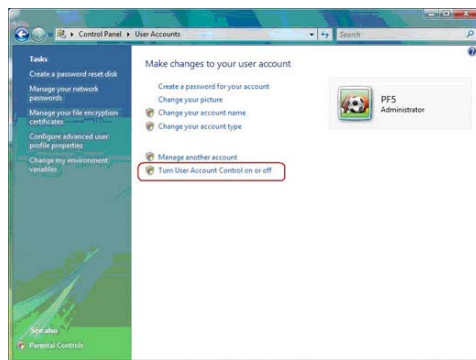 Control Panel ▸ User Accounts
Search
Tasks
Create a password reset disk
Manage your network
passwords
Manage your file encryption
certificates
Configure advanced user
profile properties
Change my environment
variables
See also
Parental Controls
Make changes to your user account
Create a password for your account
Change your picture
Change your account name
Change your account type
Manage another account
Turn User Account Control on or off
PF5
Administrator